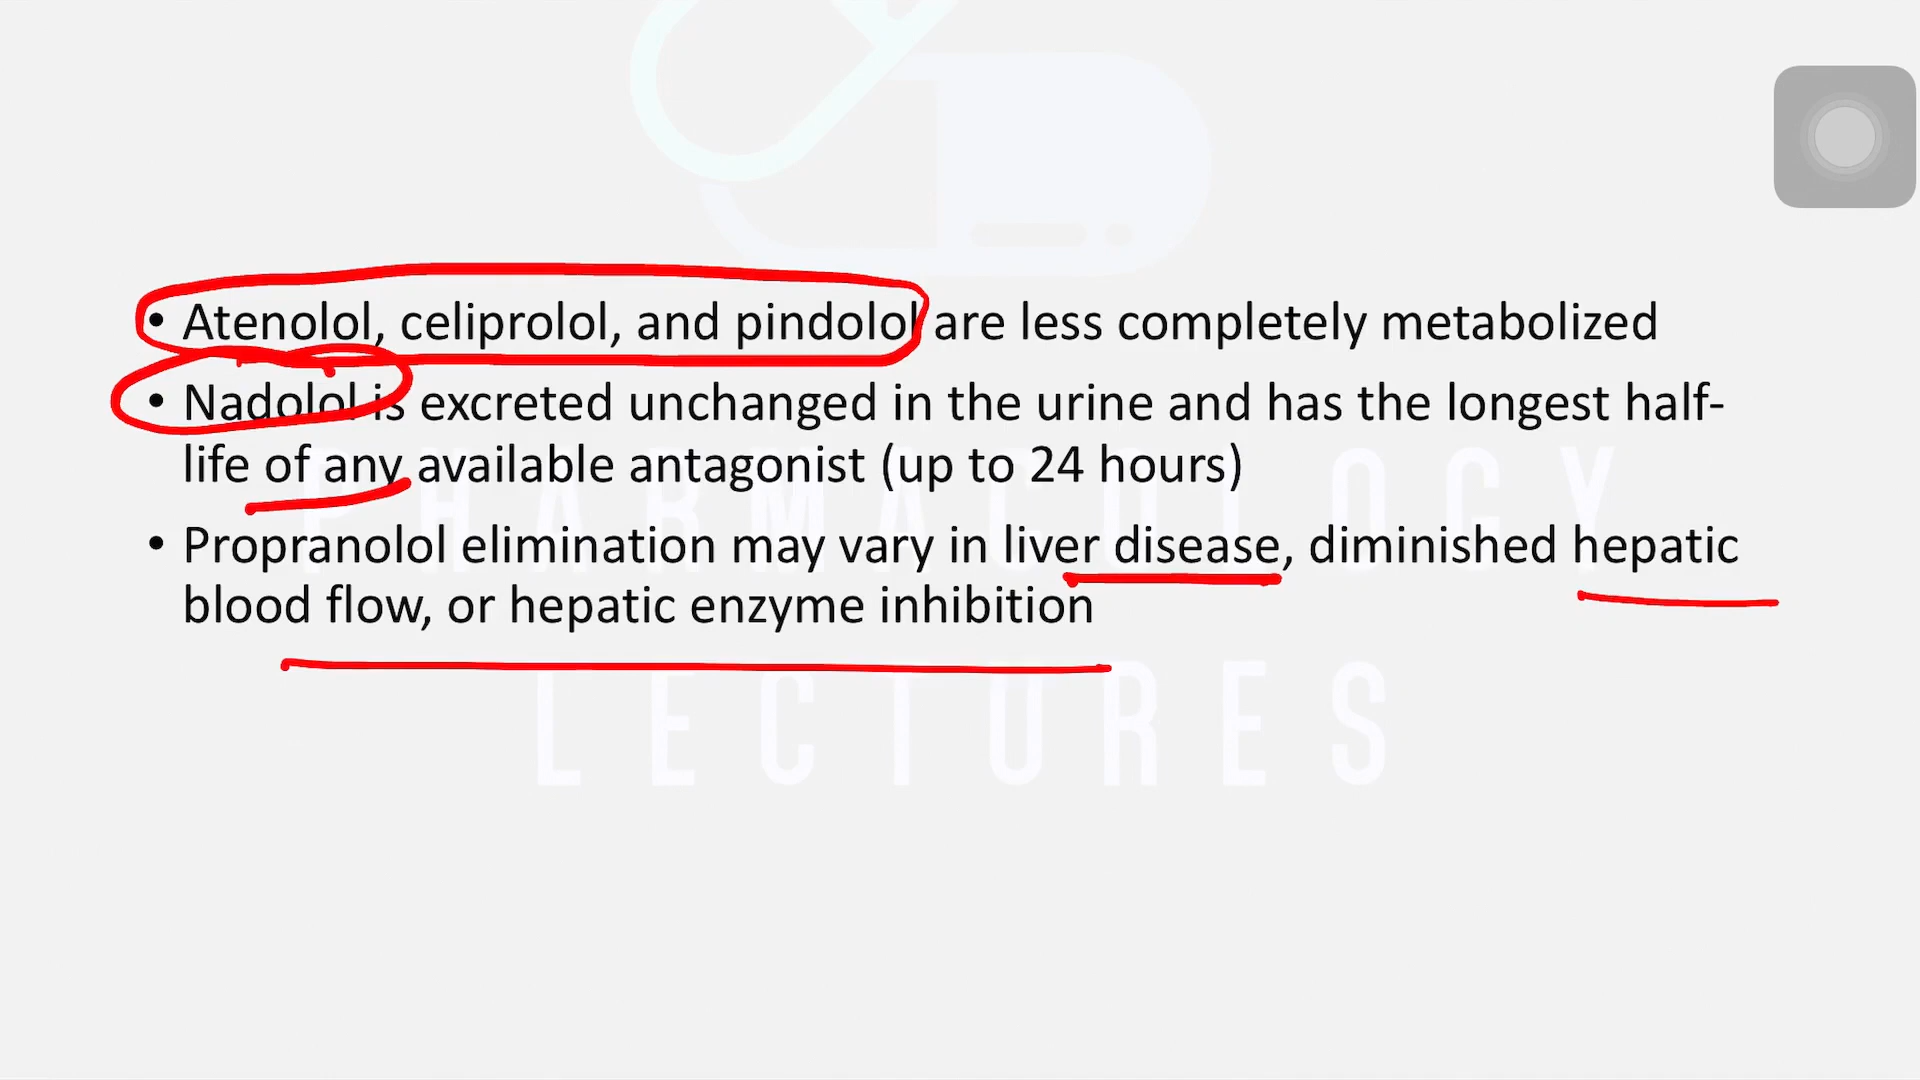 • Atenolol, celiprolol, and pindolol are less completely metabolized
• Nadolol is excreted unchanged in the urine and has the longest half-
life of any available antagonist (up to 24 hours)
• Propranolol elimination may vary in liver disease, diminished hepatic
blood flow, or hepatic enzyme inhibition
PHARMACOLOGY
LECTURES